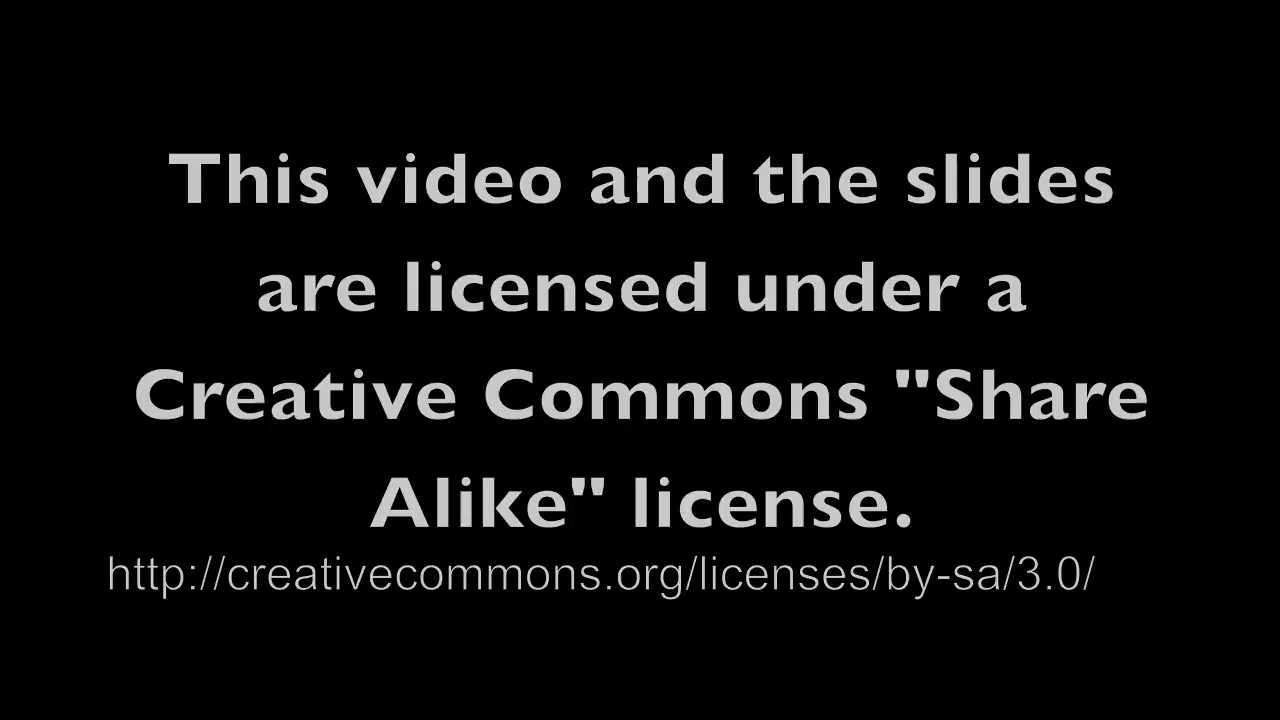 This video and the slides
are licensed under a
Creative Commons "Share
Alike" license.
http://creativecommons.org/licenses/by-sa/3.0/